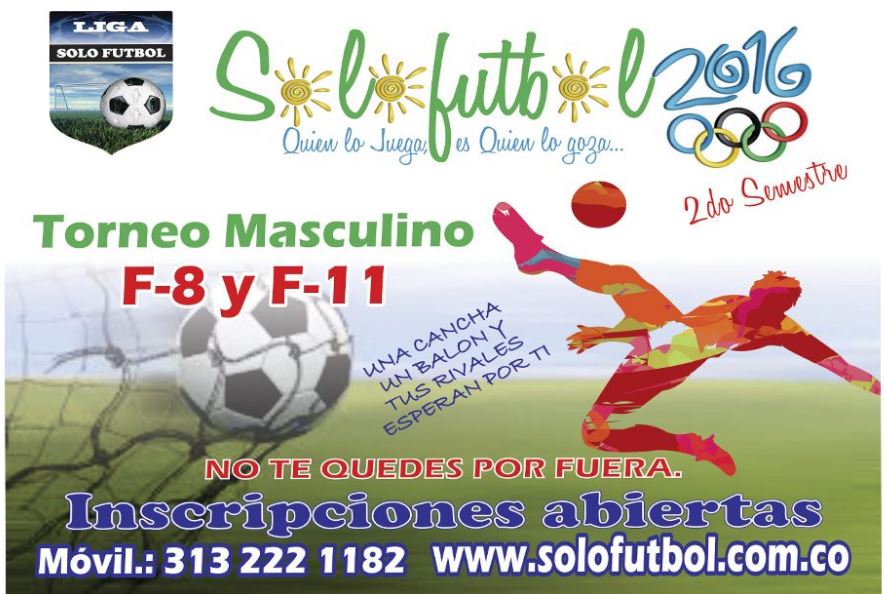 LIGA
SOLO FUTBOL
Solofutbol 2016
Quien lo Juega, es Quien lo goza...
2do Semestre
Torneo Masculino
F-8 y F-11
UNA CANCHA
UN BALON Y
TUS RIVALES
ESPERAN POR TI
NO TE QUEDES POR FUERA.
Inscripciones abiertas
Móvil.: 313 222 1182 www.solofutbol.com.co